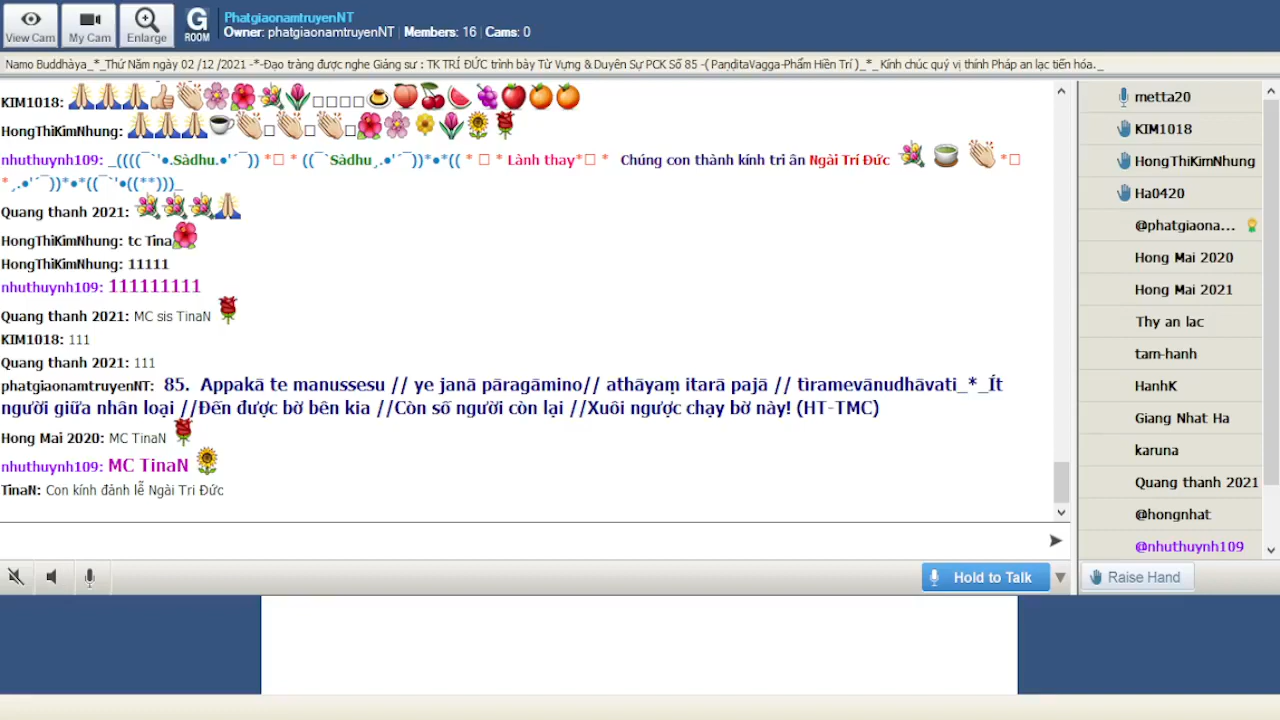 View Cam
My Cam
Enlarge
G ROOM
PhatgiaonamtruyenNT
Owner: phatgiaonamtruyenNT | Members: 16 | Cams: 0
Namo Buddhàya_*_Thứ Năm ngày 02 /12 /2021 -*-Đạo tràng được nghe Giảng sư : TK TRÍ ĐỨC trình bày Từ Vựng & Duyên Sự PCK Số 85 -( PaṇḍitaVagga-Phẩm Hiền Trí )_*_ Kính chúc quý vị thính Pháp an lạc tiến hóa._
KIM1018: 🙏🙏🙏👍👏🌸🌺💐🌷□□□□🍮🍑🍒🍉🍇🍎🍊🍊
HongThiKimNhung: 🙏🙏🙏☕👏□👏□👏□🌺🌸🌼🌷🌻🌹
nhuthuynh109: _((((¯`'●.Sàdhu.●'´¯)) *□ * ((¯`Sàdhu¸.●'´¯))*●*(( * □ * Lành thay*□ * Chúng con thành kính tri ân Ngài Trí Đức 💐 🍵 👏 *□
*¸.●'´¯))*●*((¯`'●((**)))_
Quang thanh 2021: 💐💐💐🙏
HongThiKimNhung: tc Tina🌺
HongThiKimNhung: 11111
nhuthuynh109: 111111111
Quang thanh 2021: MC sis TinaN 🌹
KIM1018: 111
Quang thanh 2021: 111
phatgiaonamtruyenNT: 85. Appakā te manussesu // ye janā pāragāmino// athāyaṃ itarā pajā // tìramevānudhāvati_*_Ít
người giữa nhân loại //Đến được bờ bên kia //Còn số người còn lại //Xuôi ngược chạy bờ này! (HT-TMC)
Hong Mai 2020: MC TinaN 🌹
nhuthuynh109: MC TinaN 🌻
TinaN: Con kính đảnh lễ Ngài Tri Đức
Hold to Talk
metta20
KIM1018
HongThiKimNhung
Ha0420
@phatgiaona...
Hong Mai 2020
Hong Mai 2021
Thy an lac
tam-hanh
HanhK
Giang Nhat Ha
karuna
Quang thanh 2021
@hongnhat
@nhuthuynh109
Raise Hand